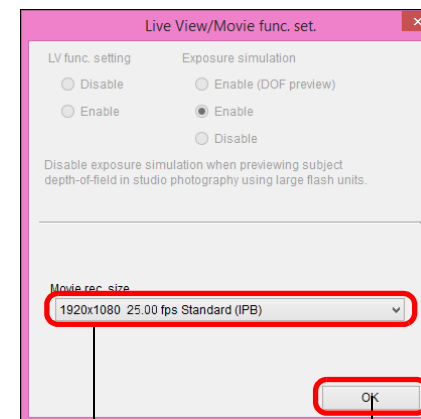 Live View/Movie func. set.
LV func. setting Exposure simulation
Disable Enable (DOF preview)
Enable Enable
Disable
Disable exposure simulation when previewing subject
depth-of-field in studio photography using large flash units.
Movie rec. size
1920x1080 25.00 fps Standard (IPB)
OK